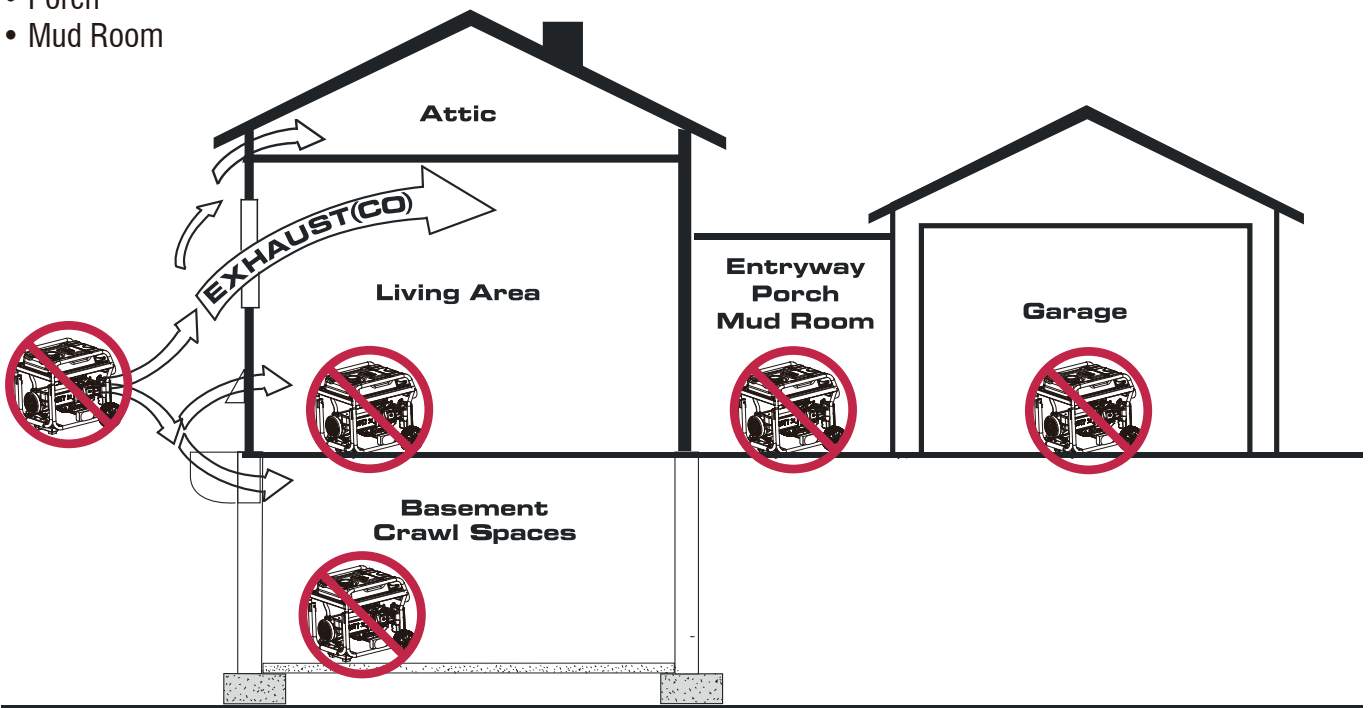 • Porch
• Mud Room
Attic
EXHAUST(CO)
Living Area
Entryway
Porch
Mud Room
Garage
Basement
Crawl Spaces